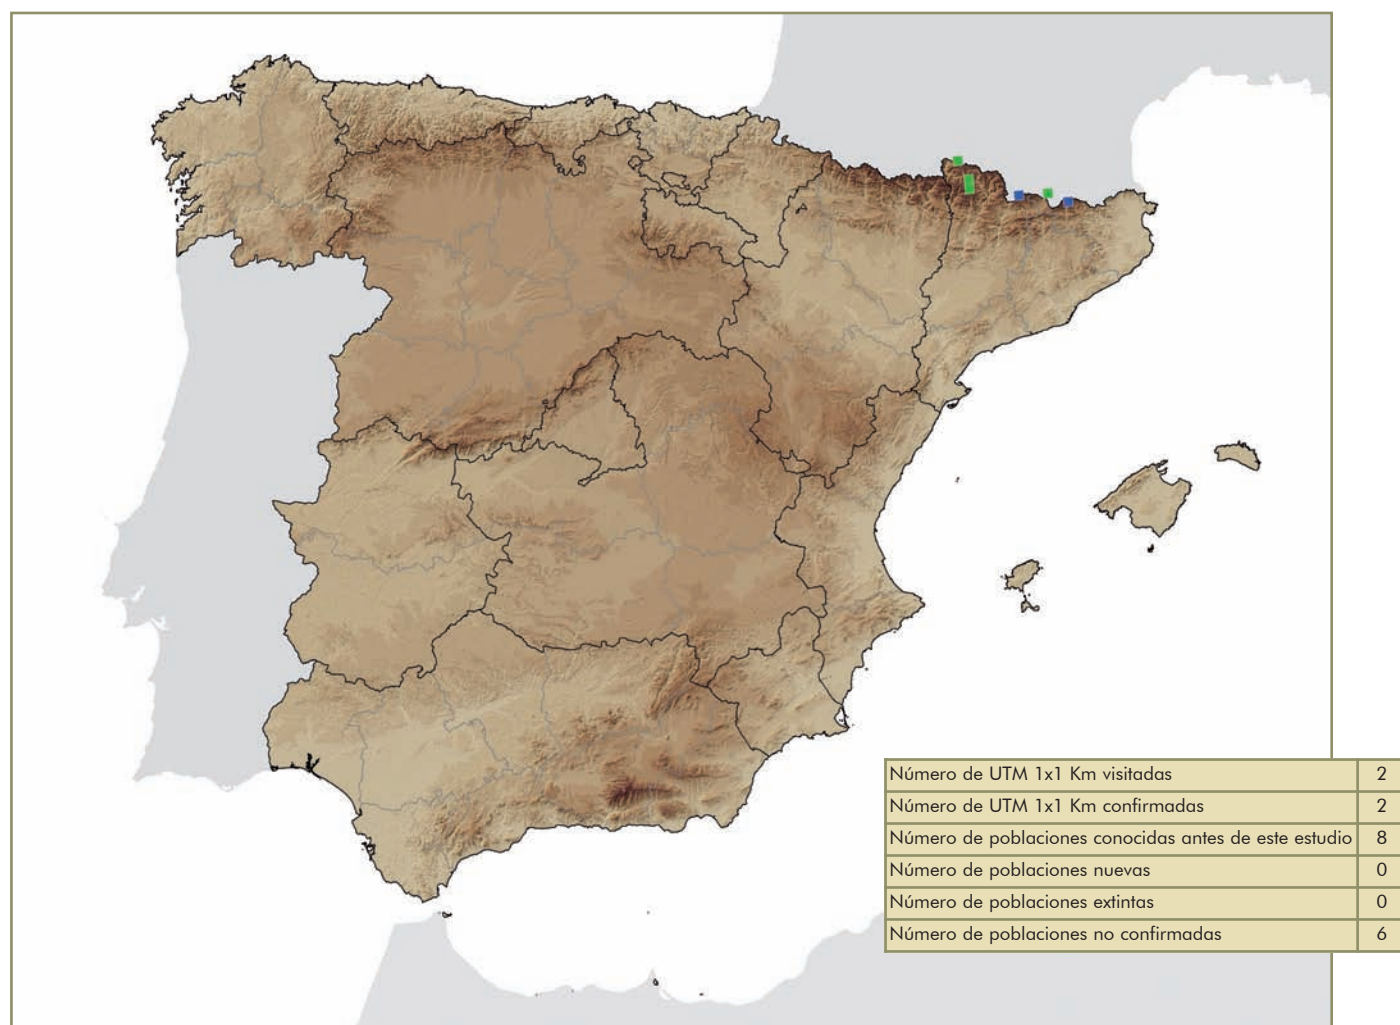 Número de UTM 1x1 Km visitadas 2
Número de UTM 1x1 Km confirmadas 2
Número de poblaciones conocidas antes de este estudio 8
Número de poblaciones nuevas 0
Número de poblaciones extintas 0
Número de poblaciones no confirmadas 6